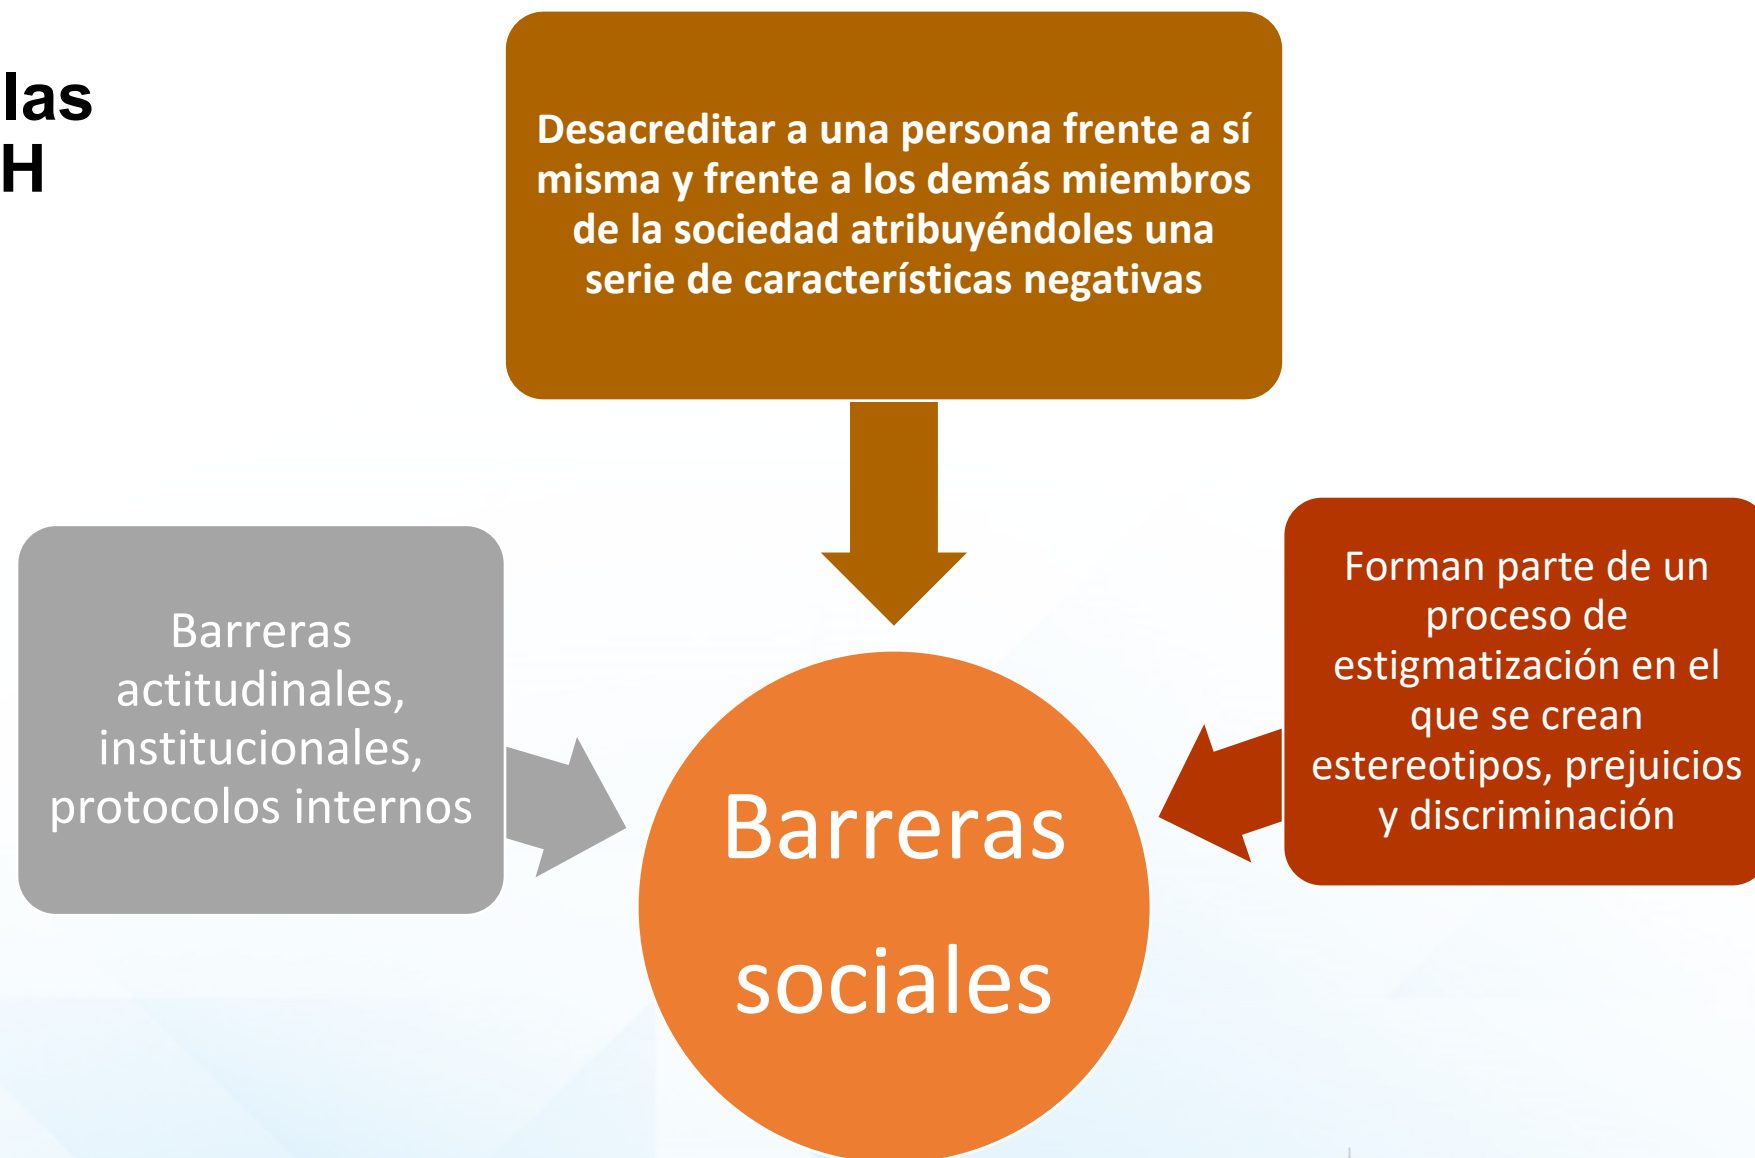 las
H
Desacreditar a una persona frente a sí
misma y frente a los demás miembros
de la sociedad atribuyéndoles una
serie de características negativas
Barreras
actitudinales,
institucionales,
protocolos internos
Forman parte de un
proceso de
estigmatización en el
que se crean
estereotipos, prejuicios
y discriminación
Barreras
sociales